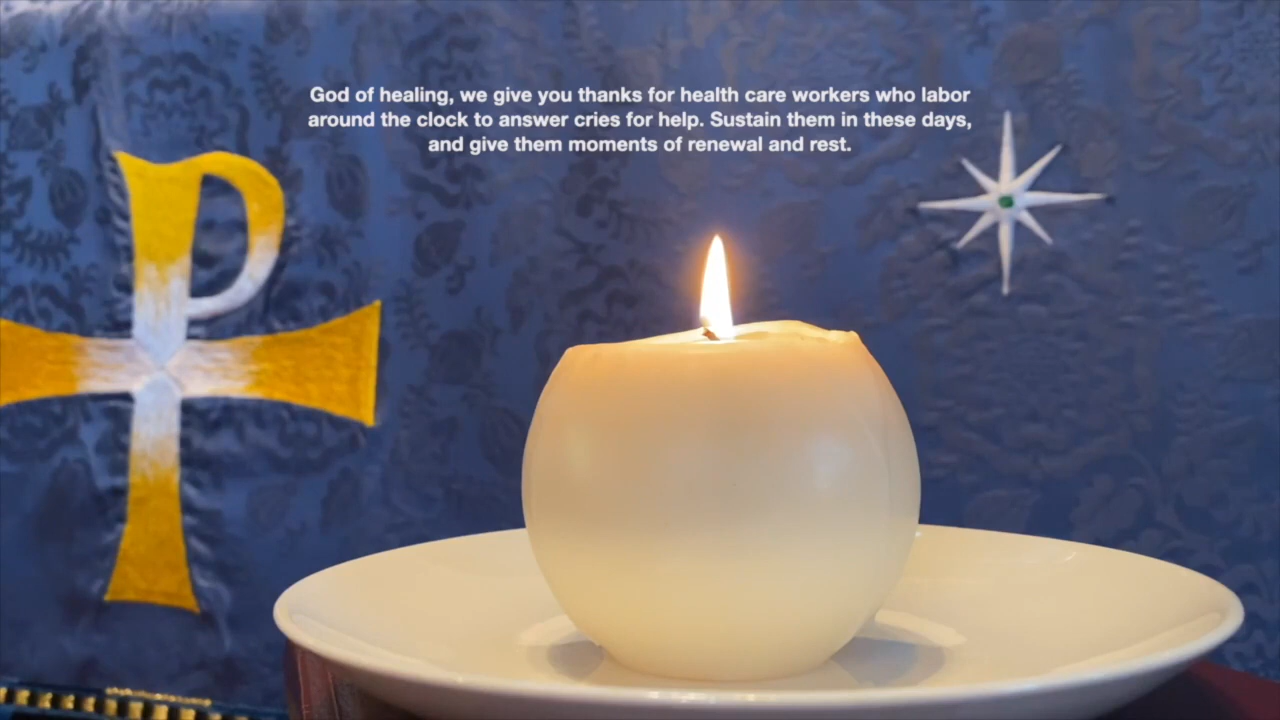 God of healing, we give you thanks for health care workers who labor
around the clock to answer cries for help. Sustain them in these days,
and give them moments of renewal and rest.